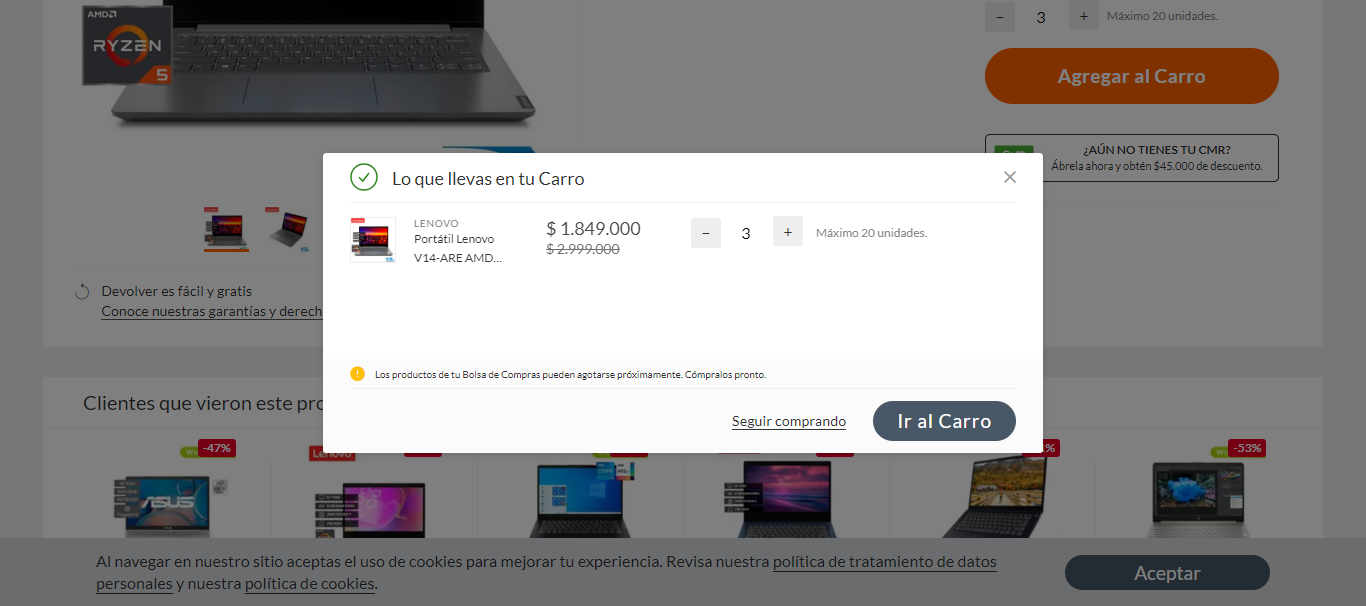 AMD
RYZEN
5
−
3
+
Máximo 20 unidades.
Agregar al Carro
¿AÚN NO TIENES TU CMR?
Ábrela ahora y obtén $45.000 de descuento.
Lo que llevas en tu Carro
LENOVO
Portátil Lenovo
V14-ARE AMD...
$ 1.849.000
$ 2.999.000
−
3
+
Máximo 20 unidades.
Devolver es fácil y gratis
Conoce nuestras garantías y derech
Los productos de tu Bolsa de Compras pueden agotarse próximamente. Cómpralos pronto.
Clientes que vieron este pro
Seguir comprando
Ir al Carro
-47%
Lenovo
-53%
ASUS
Al navegar en nuestro sitio aceptas el uso de cookies para mejorar tu experiencia. Revisa nuestra política de tratamiento de datos
personales y nuestra política de cookies.
Aceptar